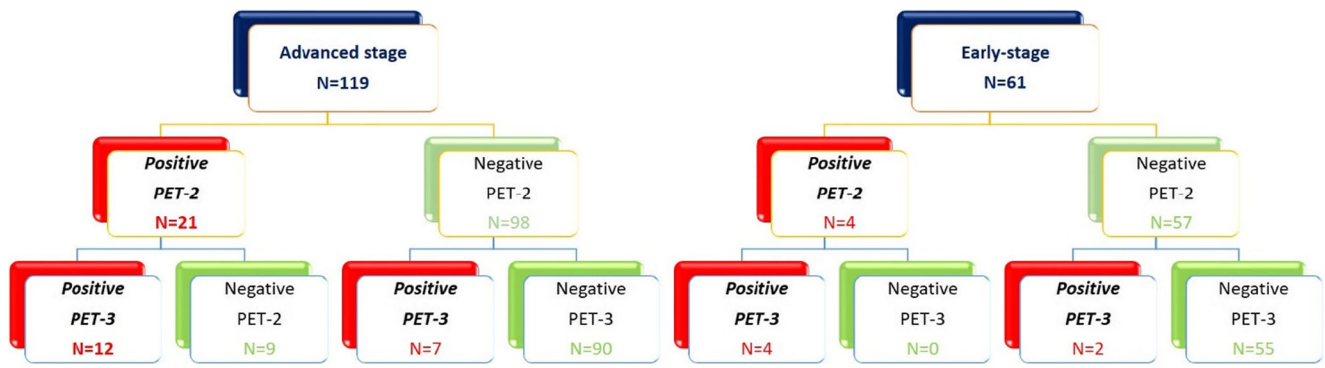 Advanced stage
N=119
Early-stage
N=61
Positive
PET-2
N=21
Negative
PET-2
N=98
Positive
PET-2
N=4
Negative
PET-2
N=57
Positive
PET-3
N=12
Negative
PET-2
N=9
Positive
PET-3
N=7
Negative
PET-3
N=90
Positive
PET-3
N=4
Negative
PET-3
N=0
Positive
PET-3
N=2
Negative
PET-3
N=55